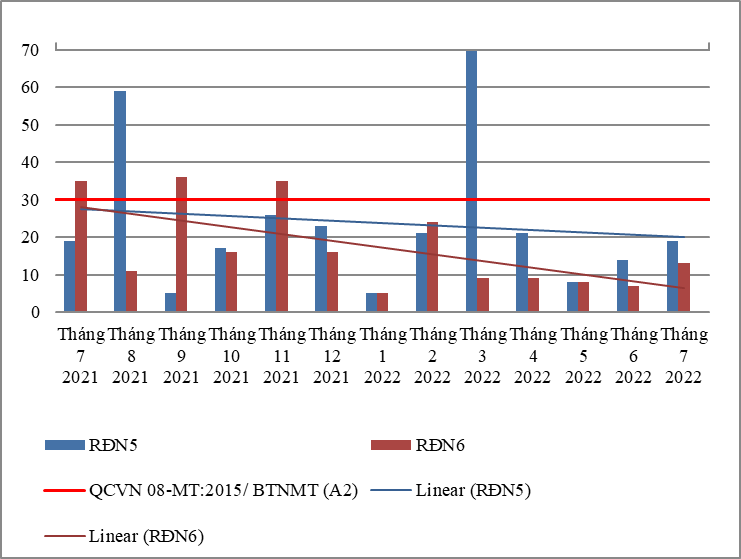 70
60
50
40
30
20
10
0
Tháng 7 2021
Tháng 8 2021
Tháng 9 2021
Tháng 10 2021
Tháng 11 2021
Tháng 12 2021
Tháng 1 2022
Tháng 2 2022
Tháng 3 2022
Tháng 4 2022
Tháng 5 2022
Tháng 6 2022
Tháng 7 2022
RĐN5
RĐN6
QCVN 08-MT:2015/ BTNMT (A2)
Linear (RĐN5)
Linear (RĐN6)